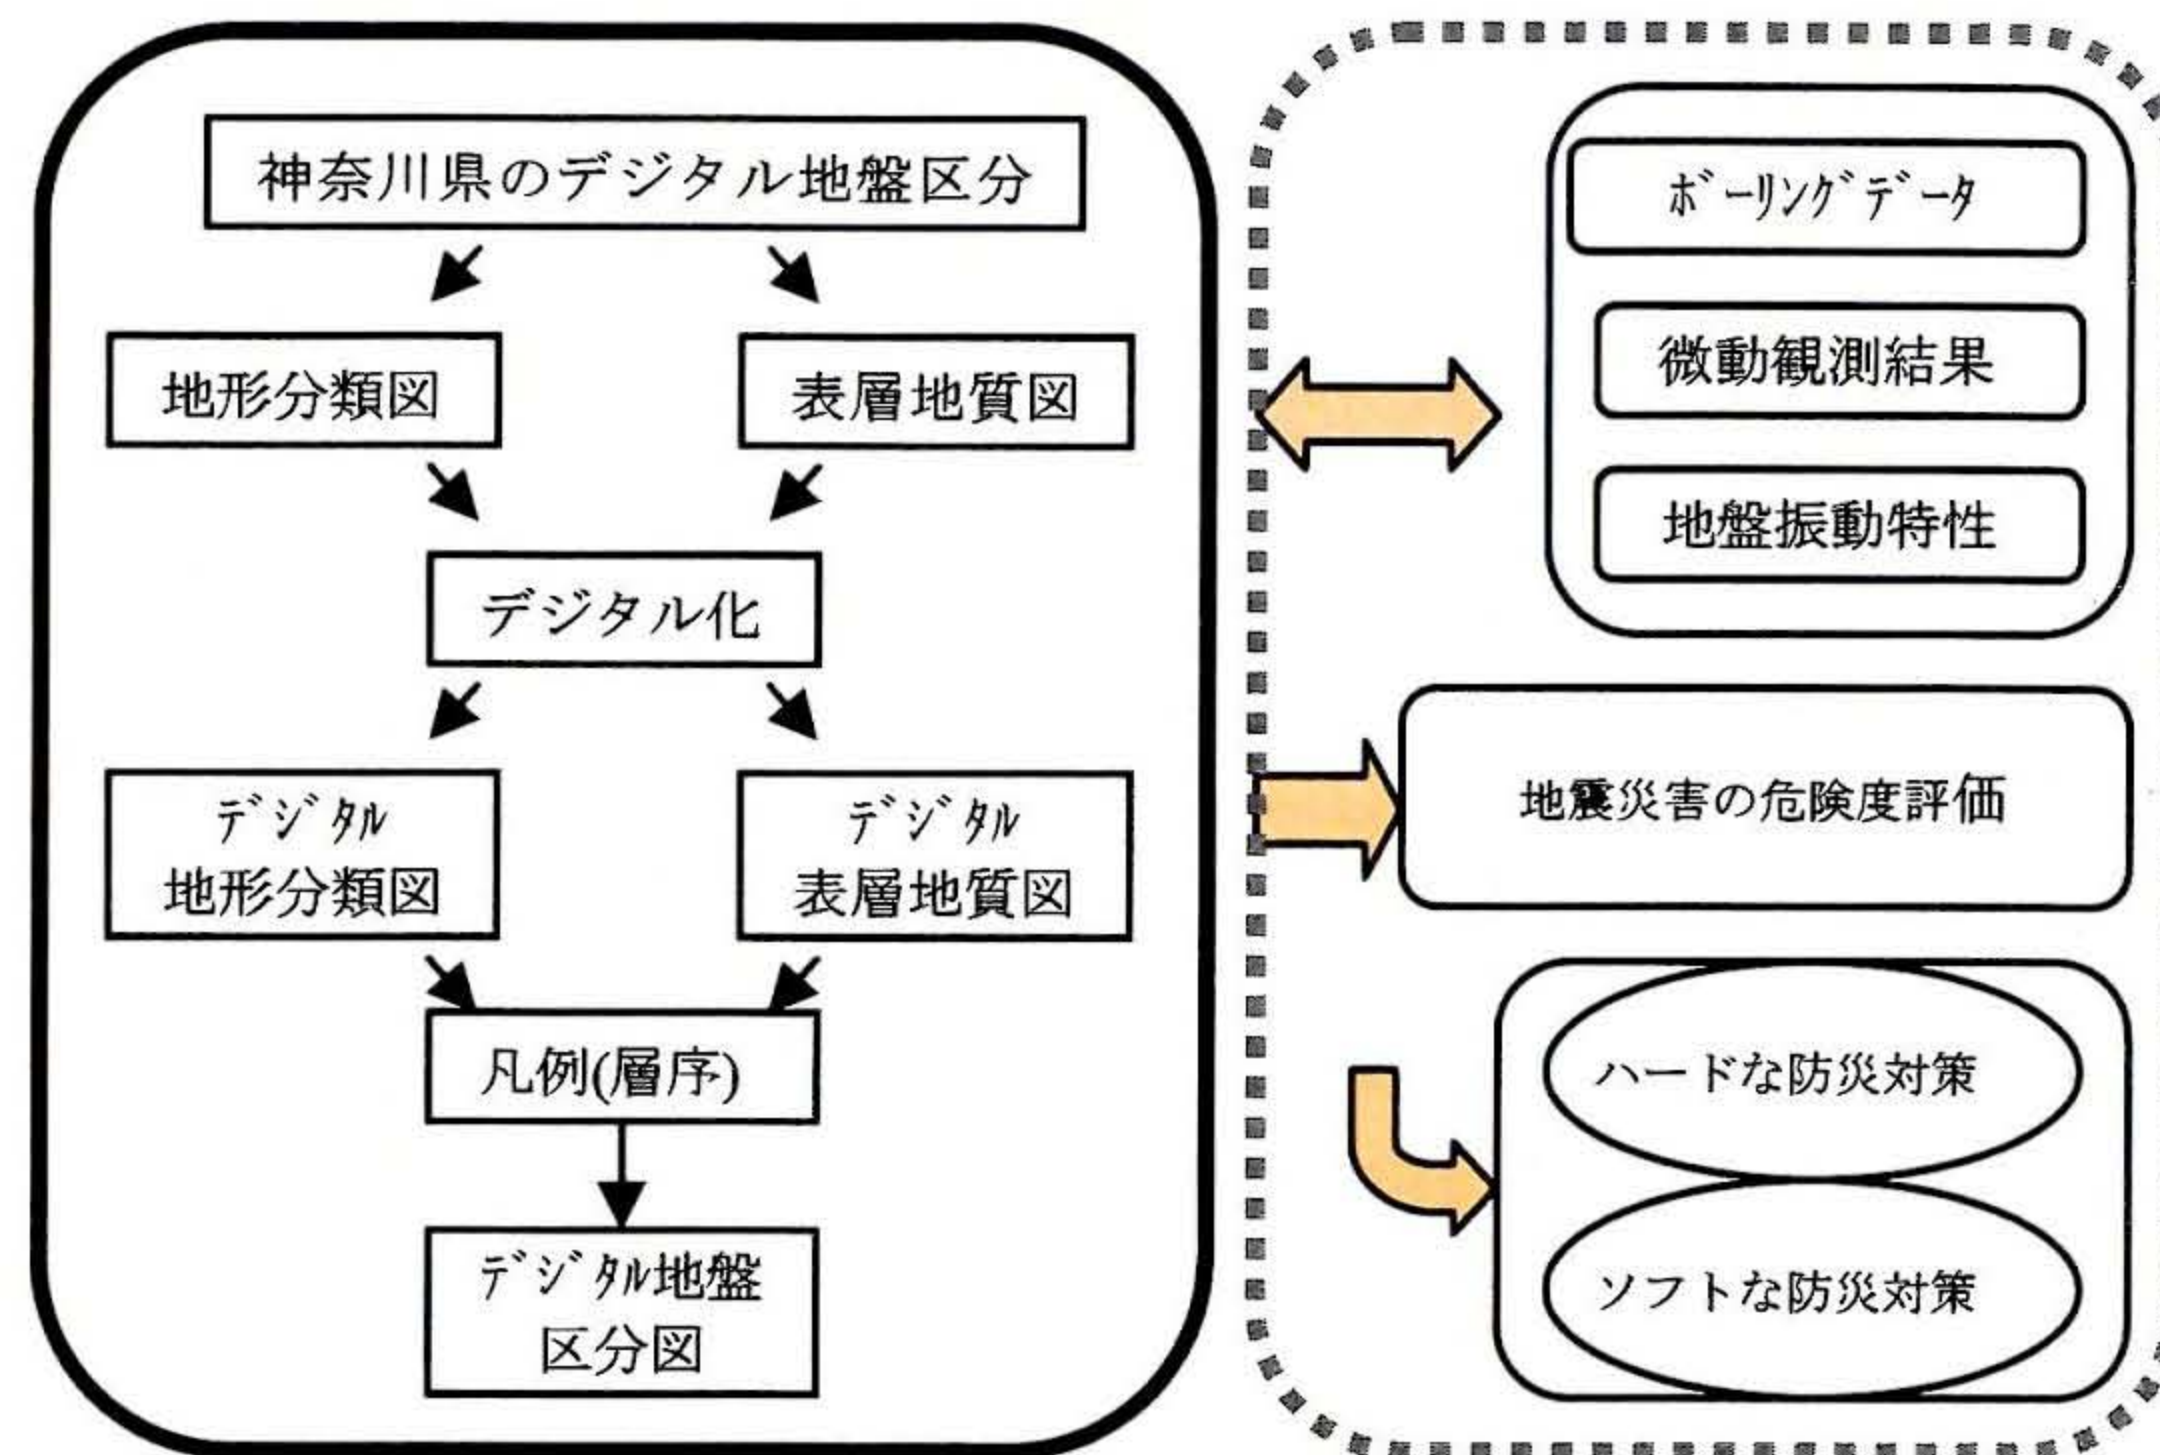 神奈川県のデジタル地盤区分
地形分類図
表層地質図
デジタル化
ﾃﾞｼﾞﾀﾙ
地形分類図
ﾃﾞｼﾞﾀﾙ
表層地質図
凡例(層序)
ﾃﾞｼﾞﾀﾙ地盤
区分図
ﾎﾞｰﾘﾝｸﾞﾃﾞｰﾀ
微動観測結果
地盤振動特性
地震災害の危険度評価
ハードな防災対策
ソフトな防災対策